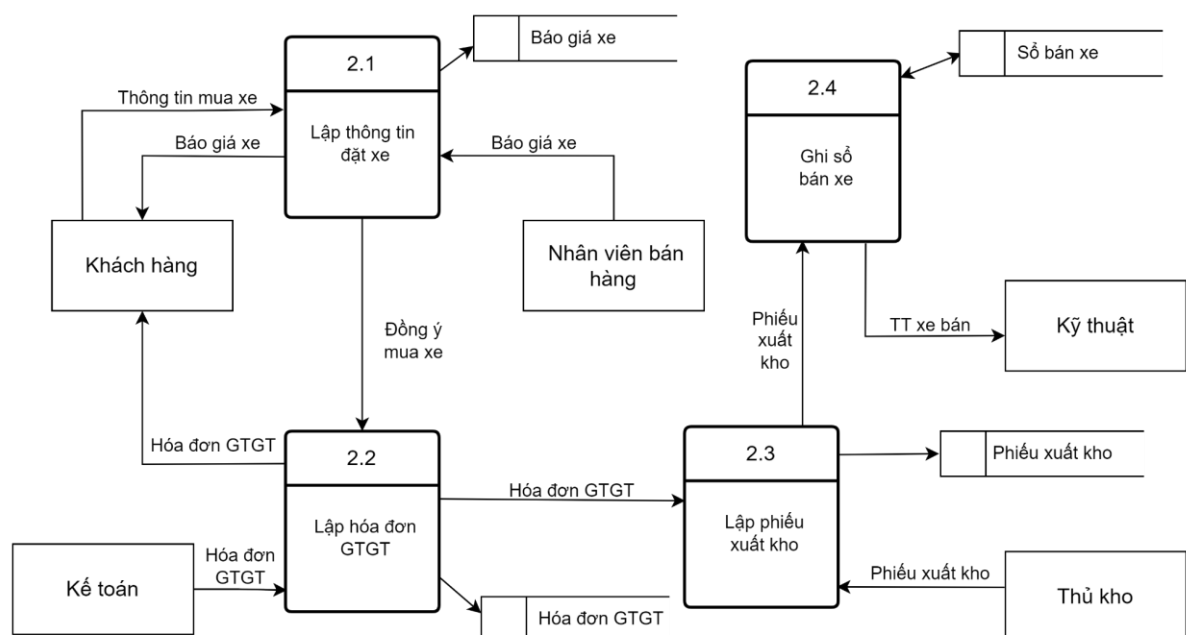 Báo giá xe
2.1
Sổ bán xe
2.4
Thông tin mua xe
Lập thông tin
đặt xe
Báo giá xe
Báo giá xe
Ghi sổ
bán xe
Khách hàng
Nhân viên bán
hàng
Đồng ý
mua xe
Phiếu
xuất
kho
TT xe bán
Kỹ thuật
Hóa đơn GTGT
2.2
2.3
Phiếu xuất kho
Hóa đơn GTGT
Lập hóa đơn
GTGT
Lập phiếu
xuất kho
Kế toán
Hóa đơn
GTGT
Phiếu xuất kho
Thủ kho
Hóa đơn GTGT